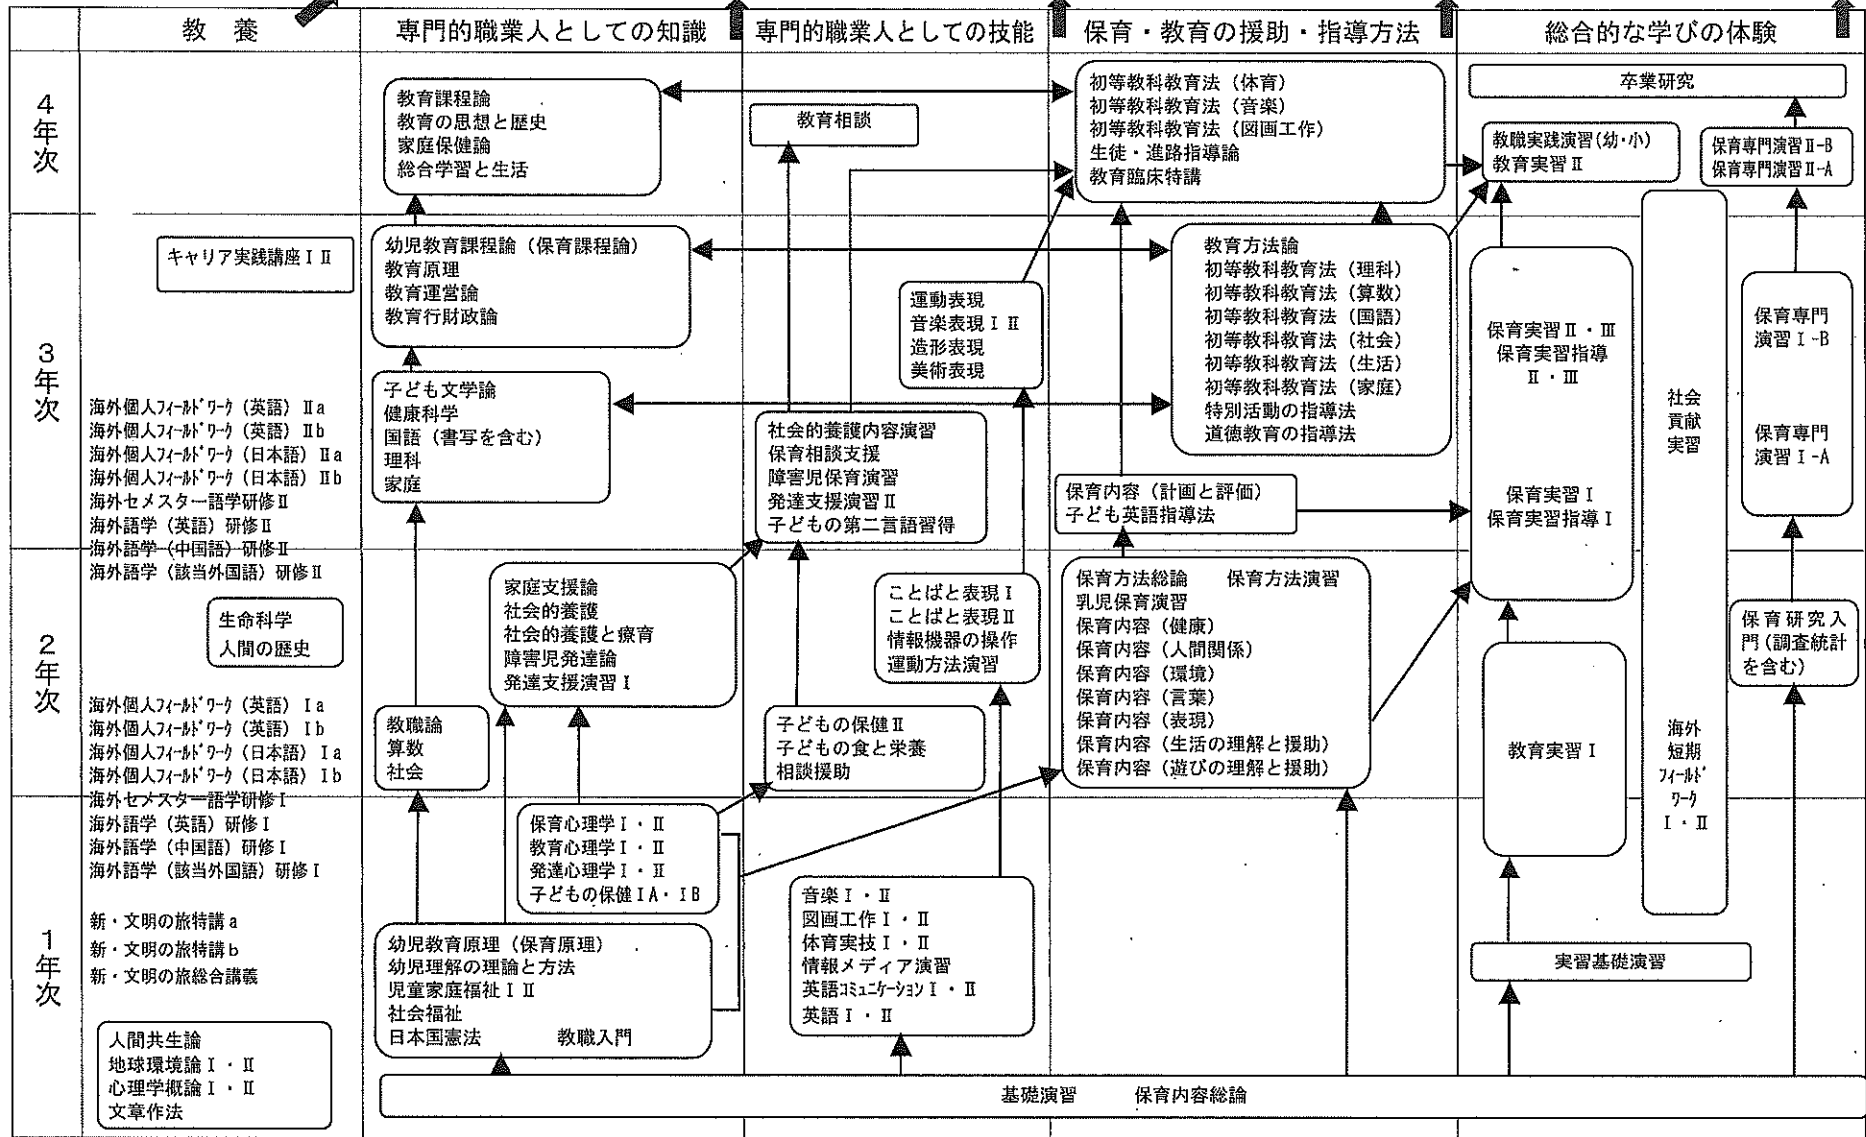 教 養
専門的職業人としての知識
専門的職業人としての技能
保育・教育の援助・指導方法
総合的な学びの体験
4年次
教育課程論
教育の思想と歴史
家庭保健論
総合学習と生活
教育相談
初等教科教育法（体育）
初等教科教育法（音楽）
初等教科教育法（図画工作）
生徒・進路指導論
教育臨床特講
卒業研究
教職実践演習(幼・小)
教育実習Ⅱ
保育専門演習Ⅱ-B
保育専門演習Ⅱ-A
3年次
キャリア実践講座ⅠⅡ
海外個人フィールドワーク（英語）Ⅱa
海外個人フィールドワーク（英語）Ⅱb
海外個人フィールドワーク（日本語）Ⅱa
海外個人フィールドワーク（日本語）Ⅱb
海外セメスター語学研修Ⅱ
海外語学（英語）研修Ⅱ
海外語学（中国語）研修Ⅱ
海外語学（該当外国語）研修Ⅱ
幼児教育課程論（保育課程論）
教育原理
教育運営論
教育行財政論
子ども文学論
健康科学
国語（書写を含む）
理科
家庭
運動表現
音楽表現ⅠⅡ
造形表現
美術表現
社会的養護内容演習
保育相談支援
障害児保育演習
発達支援演習Ⅱ
子どもの第二言語習得
教育方法論
初等教科教育法（理科）
初等教科教育法（算数）
初等教科教育法（国語）
初等教科教育法（社会）
初等教科教育法（生活）
初等教科教育法（家庭）
特別活動の指導法
道徳教育の指導法
保育内容（計画と評価）
子ども英語指導法
保育実習Ⅱ・Ⅲ
保育実習指導
Ⅱ・Ⅲ
保育実習Ⅰ
保育実習指導Ⅰ
社会
貢献
実習
保育専門
演習Ⅰ-B
保育専門
演習Ⅰ-A
2年次
生命科学
人間の歴史
海外個人フィールドワーク（英語）Ⅰa
海外個人フィールドワーク（英語）Ⅰb
海外個人フィールドワーク（日本語）Ⅰa
海外個人フィールドワーク（日本語）Ⅰb
海外セメスター語学研修Ⅰ
海外語学（英語）研修Ⅰ
海外語学（中国語）研修Ⅰ
海外語学（該当外国語）研修Ⅰ
家庭支援論
社会的養護
社会的養護と療育
障害児発達論
発達支援演習Ⅰ
教職論
算数
社会
ことばと表現Ⅰ
ことばと表現Ⅱ
情報機器の操作
運動方法演習
子どもの保健Ⅱ
子どもの食と栄養
相談援助
保育方法総論 保育方法演習
乳児保育演習
保育内容（健康）
保育内容（人間関係）
保育内容（環境）
保育内容（言葉）
保育内容（表現）
保育内容（生活の理解と援助）
保育内容（遊びの理解と援助）
教育実習Ⅰ
海外
短期
フィールド
ワーク
Ⅰ・Ⅱ
保育研究入
門(調査統計
を含む)
1年次
新・文明の旅特講a
新・文明の旅特講b
新・文明の旅総合講義
人間共生論
地球環境論Ⅰ・Ⅱ
心理学概論Ⅰ・Ⅱ
文章作法
保育心理学Ⅰ・Ⅱ
教育心理学Ⅰ・Ⅱ
発達心理学Ⅰ・Ⅱ
子どもの保健ⅠA・ⅠB
幼児教育原理（保育原理）
幼児理解の理論と方法
児童家庭福祉ⅠⅡ
社会福祉
日本国憲法 教職入門
音楽Ⅰ・Ⅱ
図画工作Ⅰ・Ⅱ
体育実技Ⅰ・Ⅱ
情報メディア演習
英語コミュニケーションⅠ・Ⅱ
英語Ⅰ・Ⅱ
実習基礎演習
基礎演習 保育内容総論